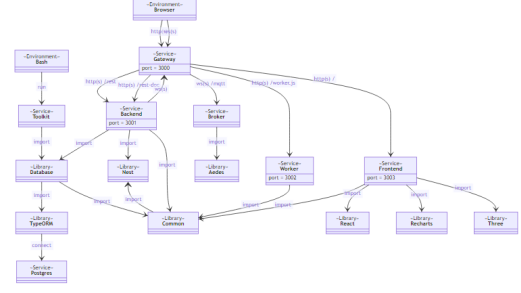 «Environment»
Browser
http(s)
ws(s)
«Service»
Gateway
port = 3000
«Environment»
Bash
run
http(s) /rest
http(s) /rest-dm
ws(s)
ws(s) /wsps
http(s) /worker.js
http(s) /
«Service»
Toolkit
«Service»
Backend
port = 3001
«Service»
Broker
import
import
import
import
import
«Library»
Database
«Library»
Nest
«Library»
Aedes
«Service»
Worker
port = 3002
«Service»
Frontend
port = 3003
import
import
import
import
import
import
import
import
«Library»
TypeORM
«Library»
Common
«Library»
React
«Library»
Recharts
«Library»
Three
connect
«Service»
Postgres